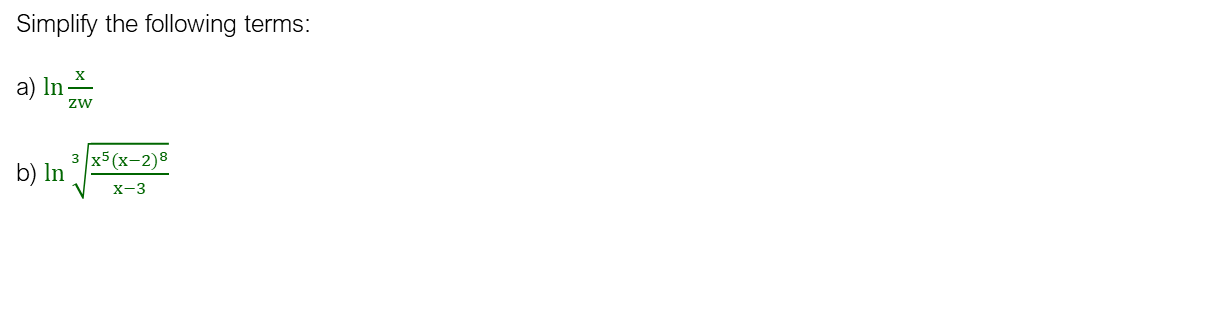 Simplify the following terms:
a) ln x/zw
b) ln ∛(x⁵(x−2)⁸/x−3)